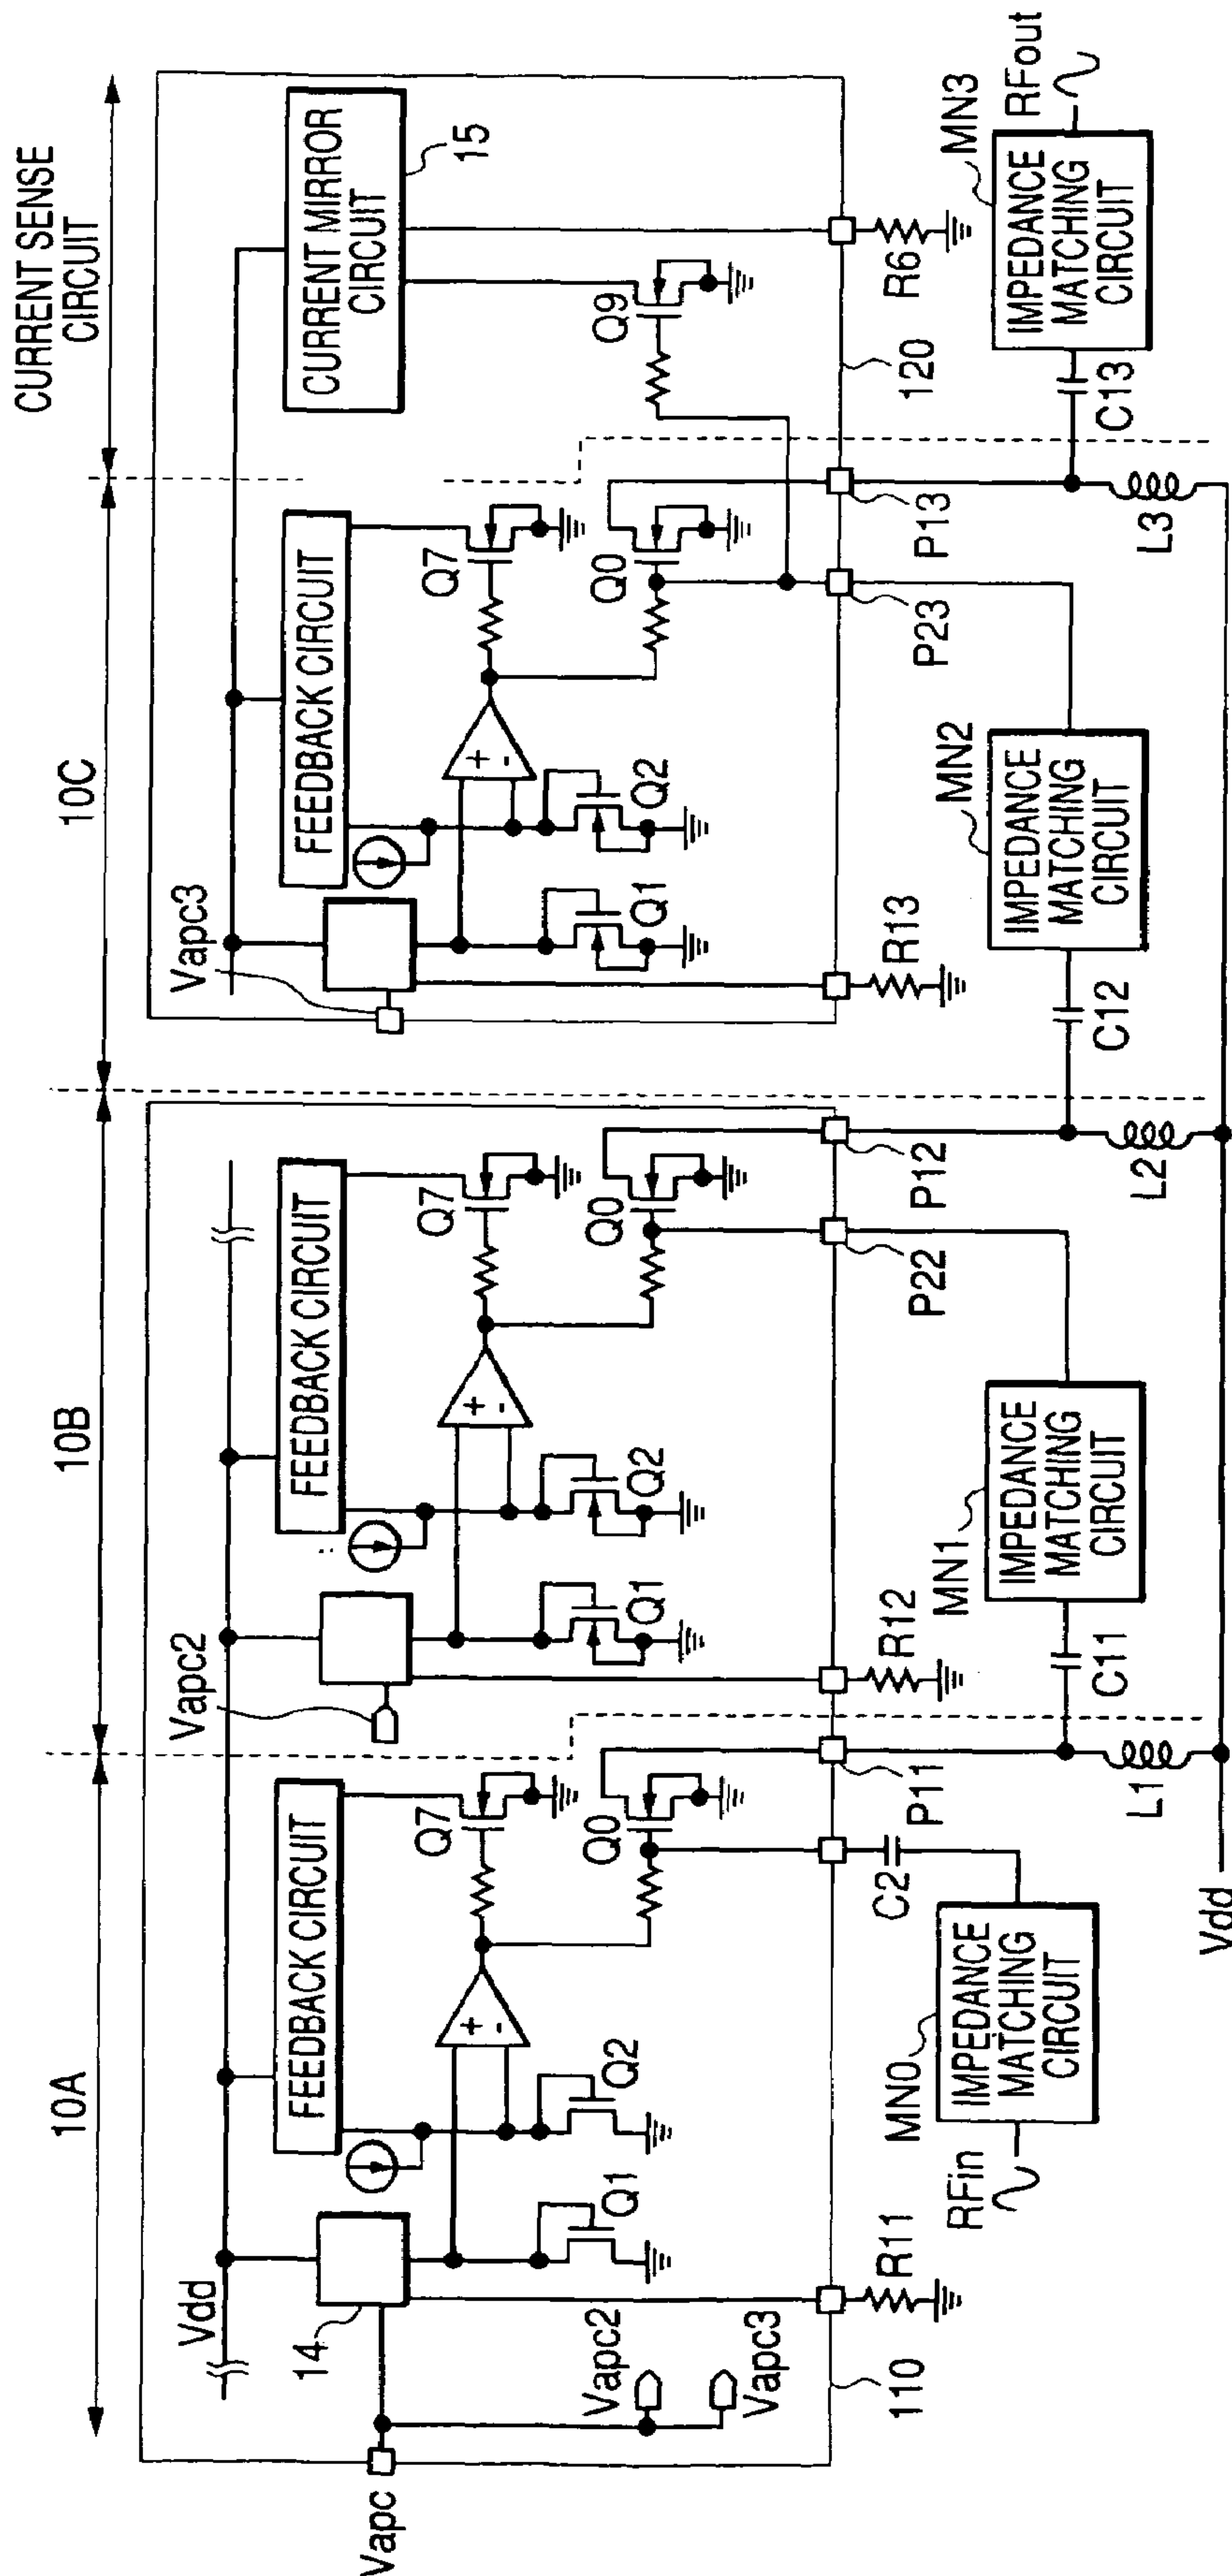 10A
10B
10C
CURRENT SENSE
CIRCUIT
Vdd
Vapc
14
Vapc2
Vapc3
110
FEEDBACK CIRCUIT
Q1
Q2
+
-
Q7
Q0
R11
RFin
MN0
IMPEDANCE
MATCHING
CIRCUIT
C2
P11
L1
Vdd
Vapc2
FEEDBACK CIRCUIT
Q1
Q2
+
-
Q7
Q0
R12
C11
MN1
IMPEDANCE
MATCHING
CIRCUIT
P22
P12
L2
Vapc3
FEEDBACK CIRCUIT
Q1
Q2
+
-
Q7
Q0
R13
C12
MN2
IMPEDANCE
MATCHING
CIRCUIT
P23
P13
L3
CURRENT MIRROR
CIRCUIT
15
Q9
120
R6
C13
MN3
IMPEDANCE
MATCHING
CIRCUIT
RFout